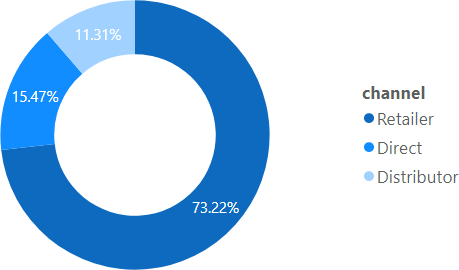 11.31%
15.47%
73.22%
channel
Retailer
Direct
Distributor